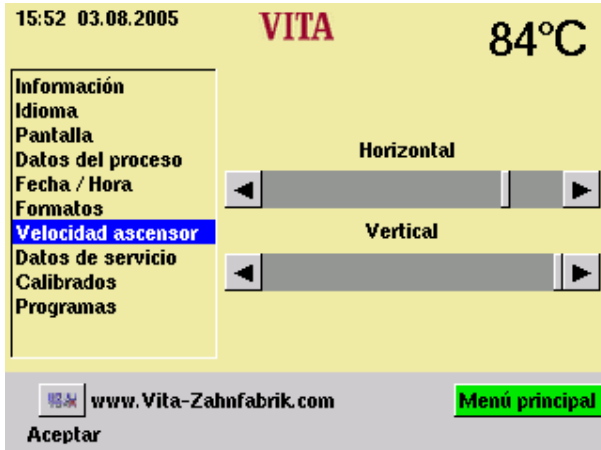 15:52 03.08.2005
VITA
84°C
Información
Idioma
Pantalla
Datos del proceso
Fecha / Hora
Formatos
Velocidad ascensor
Datos de servicio
Calibrados
Programas
Horizontal
Vertical
www.Vita-Zahnfabrik.com
Menú principal
Aceptar